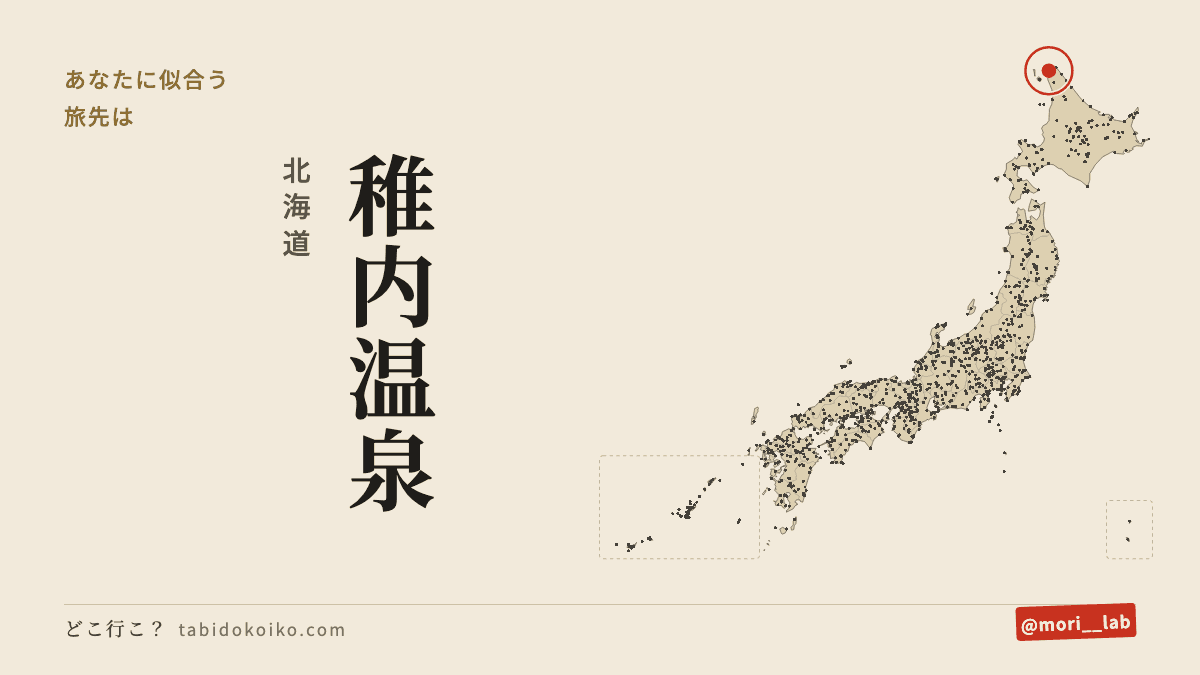 あなたに似合う
旅先は
北海道
稚内温泉
どこ行こ？ tabidokoiko.com
@mori__lab